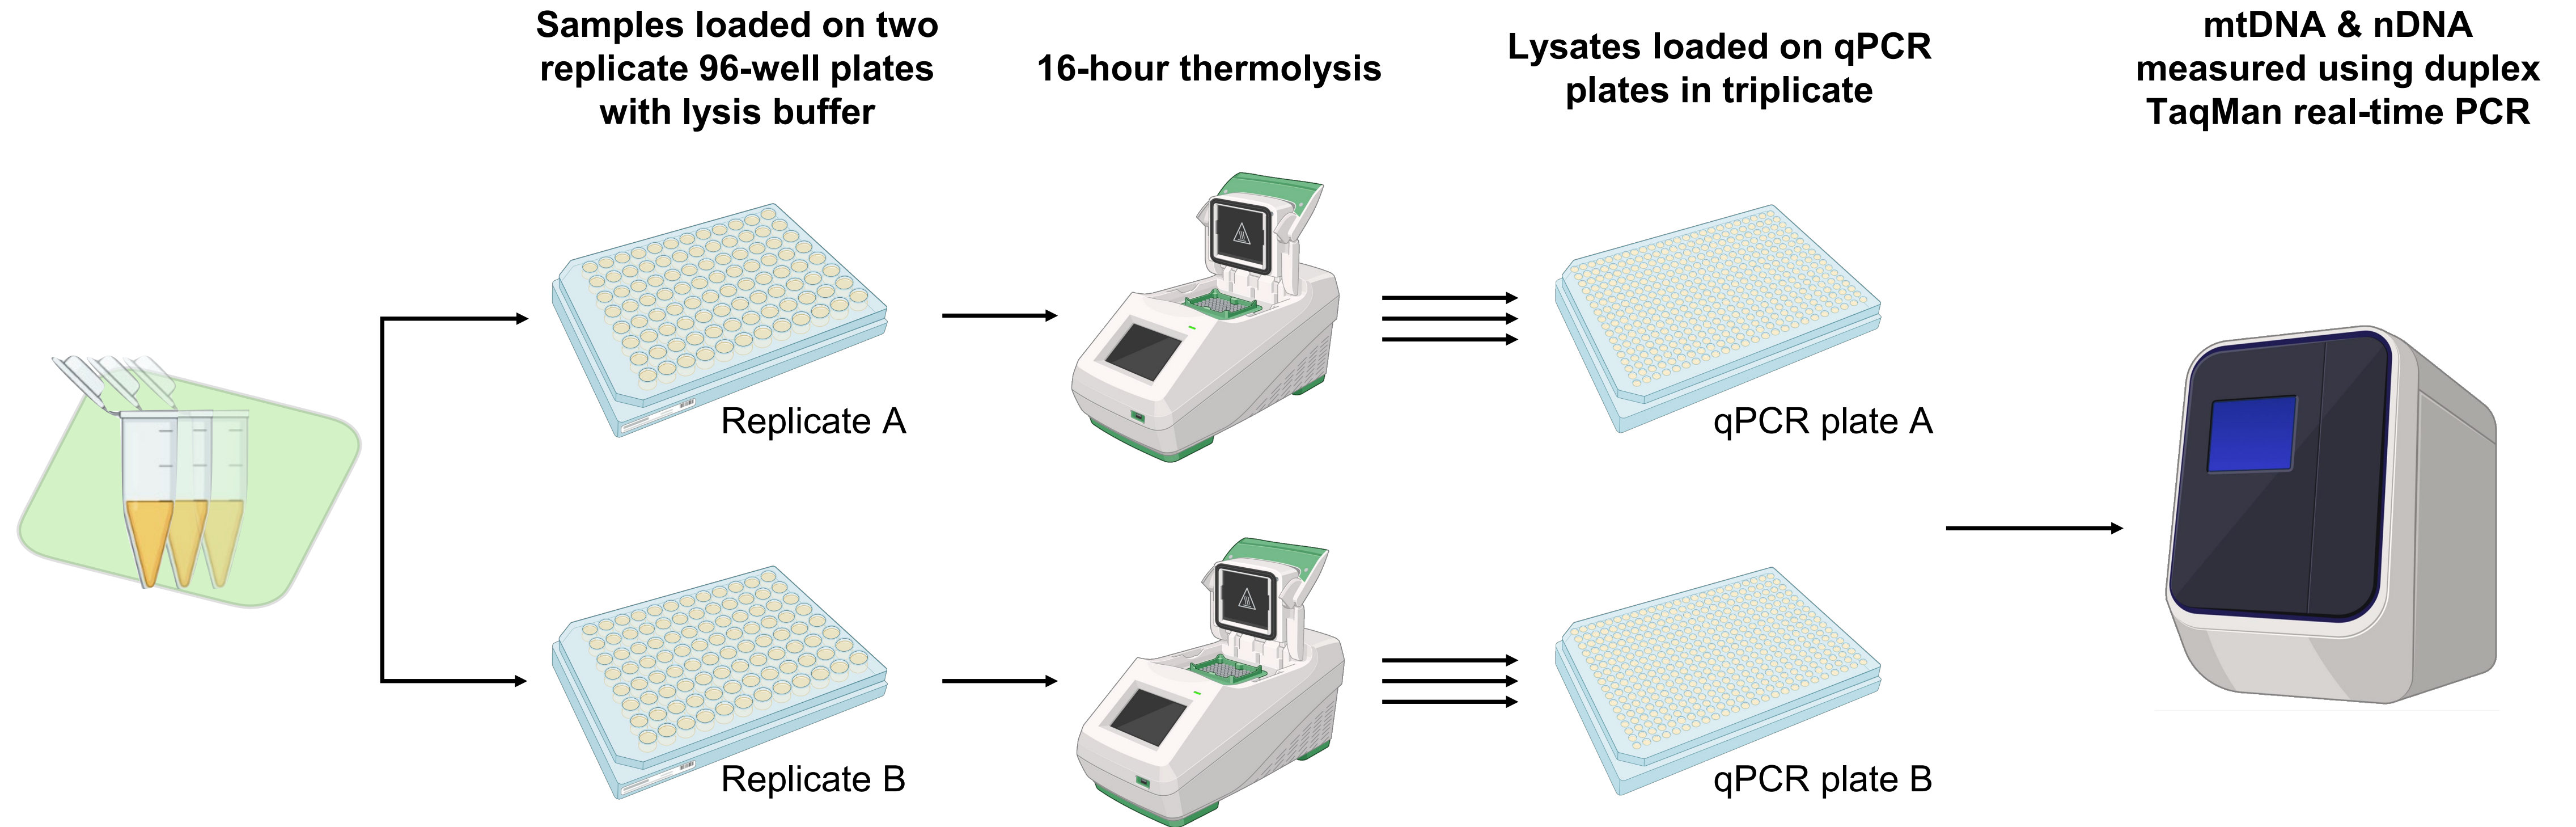 Samples loaded on two
replicate 96-well plates
with lysis buffer
16-hour thermolysis
Lysates loaded on qPCR
plates in triplicate
mtDNA & nDNA
measured using duplex
TaqMan real-time PCR
Replicate A
qPCR plate A
Replicate B
qPCR plate B